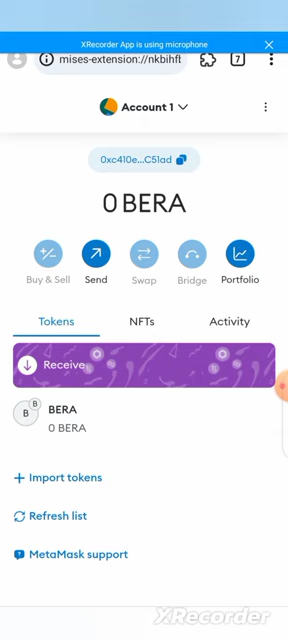 XRecorder App is using microphone
mises-extension://nkbihfb
7
Account 1
0xc410e...C51ad
0 BERA
Buy & Sell
Send
Swap
Bridge
Portfolio
Tokens
NFTs
Activity
Receive
B
B
BERA
0 BERA
Import tokens
Refresh list
MetaMask support
XRecorder